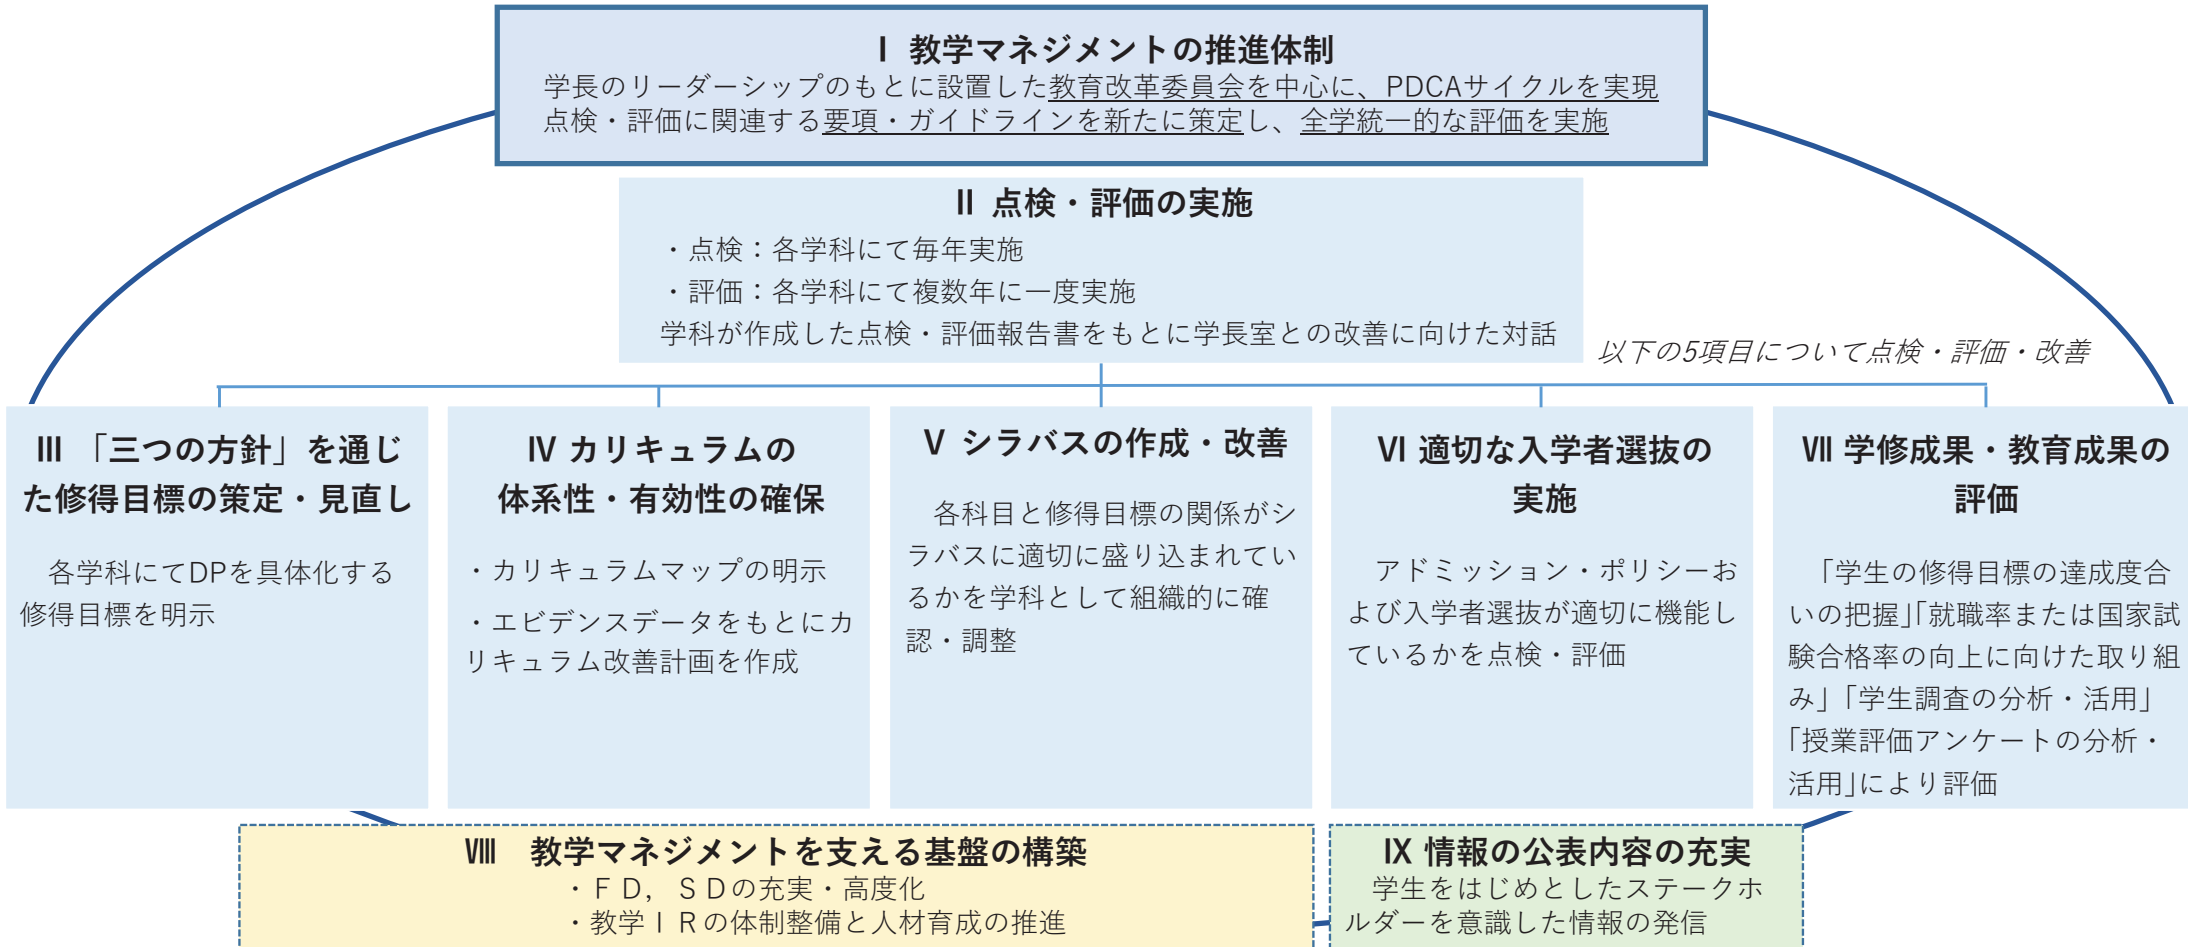 Ⅰ 教学マネジメントの推進体制
学長のリーダーシップのもとに設置した教育改革委員会を中心に、PDCAサイクルを実現
点検・評価に関連する要項・ガイドラインを新たに策定し、全学統一的な評価を実施
Ⅱ 点検・評価の実施
・点検：各学科にて毎年実施
・評価：各学科にて複数年に一度実施
学科が作成した点検・評価報告書をもとに学長室との改善に向けた対話
以下の5項目について点検・評価・改善
Ⅲ 「三つの方針」を通じ
た修得目標の策定・見直し
各学科にてDPを具体化する
修得目標を明示
Ⅳ カリキュラムの
体系性・有効性の確保
・カリキュラムマップの明示
・エビデンスデータをもとにカ
リキュラム改善計画を作成
Ⅴ シラバスの作成・改善
各科目と修得目標の関係がシ
ラバスに適切に盛り込まれてい
るかを学科として組織的に確
認・調整
Ⅵ 適切な入学者選抜の
実施
アドミッション・ポリシーお
よび入学者選抜が適切に機能し
ているかを点検・評価
Ⅶ 学修成果・教育成果の
評価
「学生の修得目標の達成度合
いの把握」「就職率または国家試
験合格率の向上に向けた取り組
み」「学生調査の分析・活用」
「授業評価アンケートの分析・
活用」により評価
Ⅷ 教学マネジメントを支える基盤の構築
・ＦＤ，ＳＤの充実・高度化
・教学ＩＲの体制整備と人材育成の推進
Ⅸ 情報の公表内容の充実
学生をはじめとしたステークホ
ルダーを意識した情報の発信